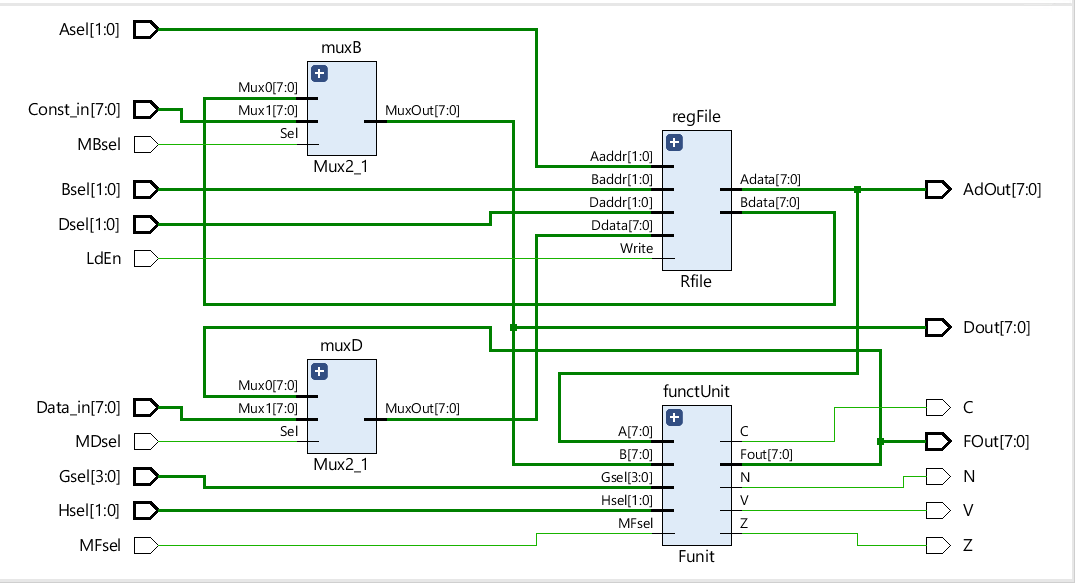 Asel[1:0]
muxB
Mux0[7:0]
Const_in[7:0]
Mux1[7:0]
MuxOut[7:0]
MBsel
Sel
Mux2_1
regFile
Aaddr[1:0]
Bsel[1:0]
Baddr[1:0]
Adata[7:0]
AdOut[7:0]
Dsel[1:0]
Daddr[1:0]
Bdata[7:0]
Ddata[7:0]
LdEn
Write
Rfile
Dout[7:0]
muxD
Mux0[7:0]
Data_in[7:0]
Mux1[7:0]
MuxOut[7:0]
MDsel
Sel
Mux2_1
functUnit
C
A[7:0]
C
B[7:0]
Fout[7:0]
FOut[7:0]
Gsel[3:0]
Gsel[3:0]
N
N
Hsel[1:0]
Hsel[1:0]
V
V
MFsel
MFsel
Z
Z
Funit